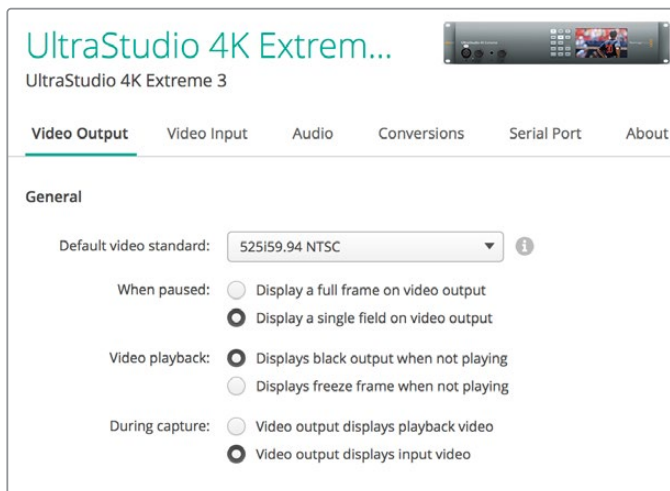 UltraStudio 4K Extrem...
UltraStudio 4K Extreme 3
Video Output Video Input Audio Conversions Serial Port About
General
Default video standard: 525i59.94 NTSC
When paused: Display a full frame on video output
Display a single field on video output
Video playback: Displays black output when not playing
Displays freeze frame when not playing
During capture: Video output displays playback video
Video output displays input video